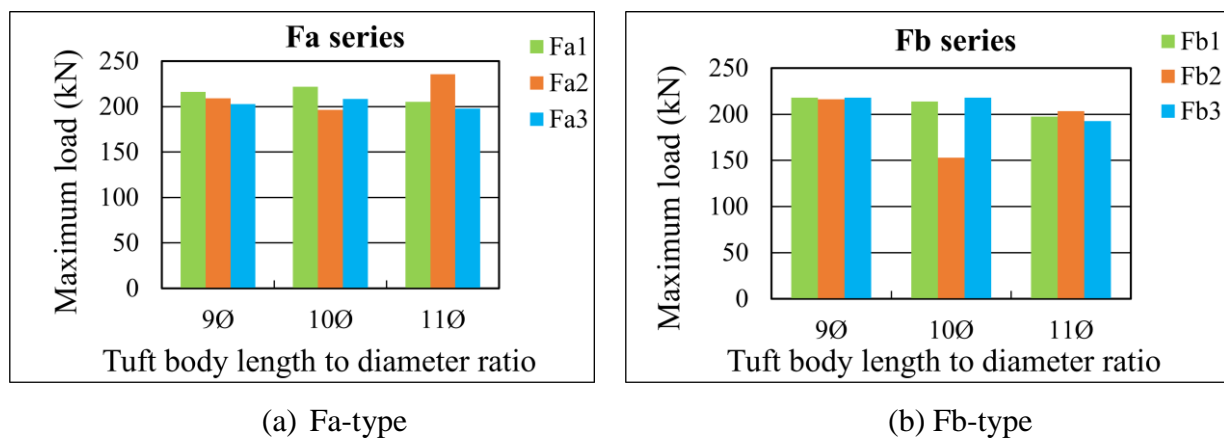 Fa series
Fa1
Fa2
Fa3
Maximum load (kN)
250
200
150
100
50
0
9Ø
10Ø
11Ø
Tuft body length to diameter ratio
(a) Fa-type
Fb series
Fb1
Fb2
Fb3
Maximum load (kN)
250
200
150
100
50
0
9Ø
10Ø
11Ø
Tuft body length to diameter ratio
(b) Fb-type